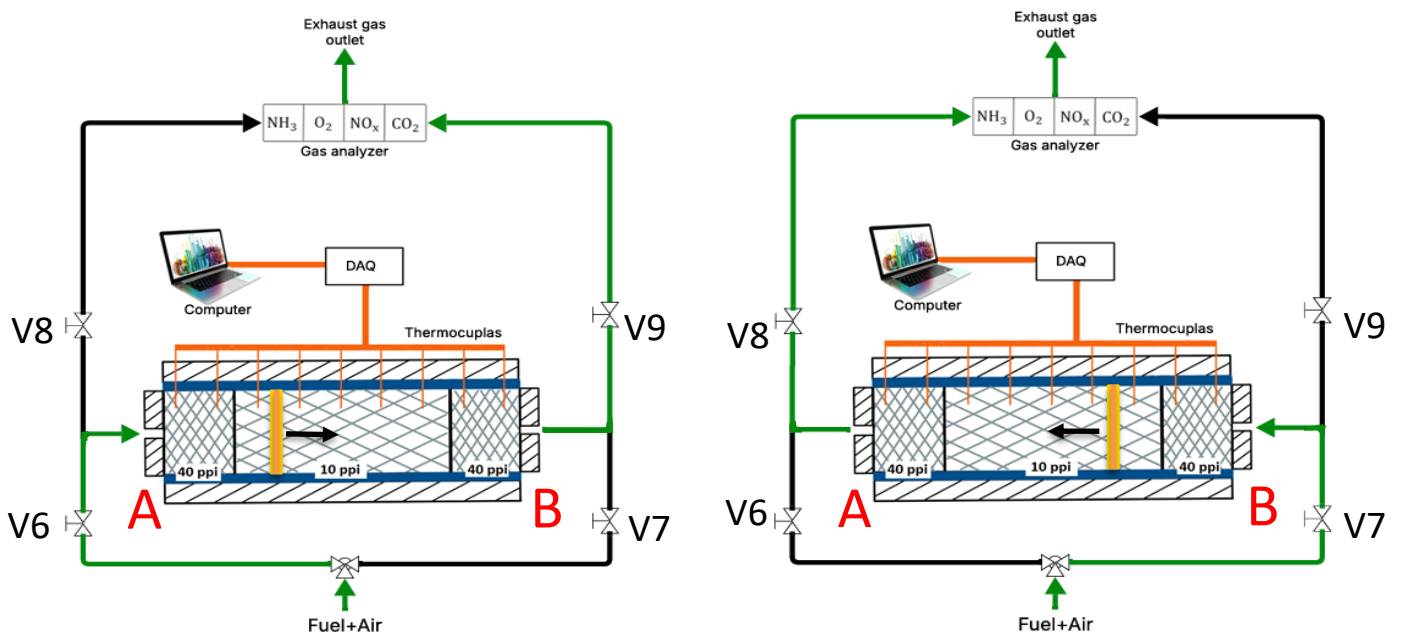 Exhaust gas
outlet
NH₃ O₂ NOₓ CO₂
Gas analyzer
DAQ
Computer
V8
V9
Thermocuplas
40 ppi
10 ppi
40 ppi
A
B
V6
V7
Fuel+Air
Exhaust gas
outlet
NH₃ O₂ NOₓ CO₂
Gas analyzer
DAQ
Computer
V8
V9
Thermocuplas
40 ppi
10 ppi
40 ppi
A
B
V6
V7
Fuel+Air